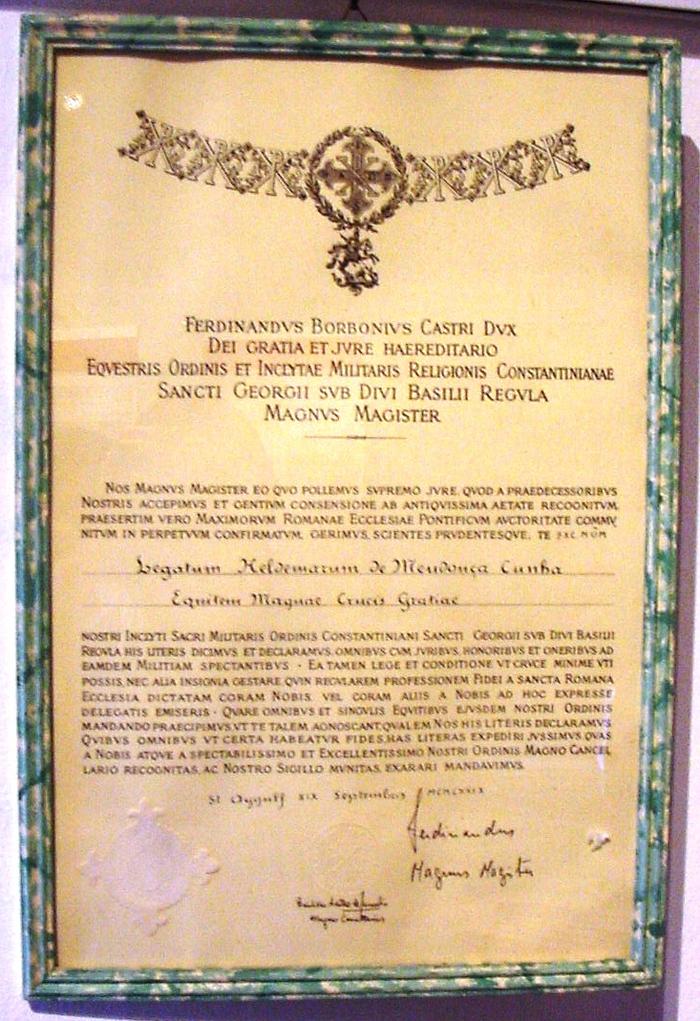 FERDINANDVS BORBONIVS CASTRI DVX
DEI GRATIA ET JVRE HAEREDITARIO
EQVESTRIS ORDINIS ET INCLYTAE MILITARIS RELIGIONIS CONSTANTINIANAE
SANCTI GEORGII SVB DIVI BASILII REGVLA
MAGNVS MAGISTER
NOS MAGNVS MAGISTER EO QVO POLLEMVS SVPREMO JVRE, QVOD A PRAEDECESSORIBVS
NOSTRIS ACCEPIMVS ET GENTIVM CONSENSIONE AB ANTIQVISSIMA AETATE RECOGNITVM,
PRAESERTIM VERO MAXIMORVM ROMANAE ECCLESIAE PONTIFICVM AVCTORITATE COMMV,
NITVM IN PERPETVVM CONFIRMATVM, GERIMVS, SCIENTES PRVDENTESQVE, TE
Legatum Heldemarum de Mendonça Cunha
Equitem Magnae Crucis Gratiae
NOSTRI INCLYTI SACRI MILITARIS ORDINIS CONSTANTINIANI SANCTI GEORGII SVB DIVI BASILII
REGVLA HIS LITERIS DICIMVS ET DECLARAMVS, OMNIBVS CVM JVRIBVS, HONORIBVS ET ONERIBVS AD
EAMDEM MILITIAM SPECTANTIBVS · EA TAMEN LEGE ET CONDITIONE VT CRVCE MINIME VTI
POSSIS, NEC ALIA INSIGNIA GESTARE QVIN REGVLAREM PROFESSIONEM FIDEI A SANCTA ROMANA
ECCLESIA DICTATAM CORAM NOBIS, VEL CORAM ALIIS A NOBIS AD HOC EXPRESSE
DELEGATIS EMISERIS · QVARE OMNIBVS ET SINGVLIS EQVITIBVS EJVSDEM NOSTRI ORDINIS
MANDANDO PRAECIPIMVS, VT TE TALEM AGNOSCANT, QVALEM NOS HIS LITERIS DECLARAMVS
QVIBVS OMNIBVS VT CERTA HABEATVR FIDES, HAS LITERAS EXPEDIRI JVSSIMVS QVAS
A NOBIS ATQVE A SPECTABILISSIMO ET EXCELLENTISSIMO NOSTRI ORDINIS MAGNO CANCEL
LARIO RECOGNITAS, AC NOSTRO SIGILLO MVNITAS, EXARARI MANDAVIMVS.
St Aygulf XIX Septembris
Ferdinandus
Magnus Magister